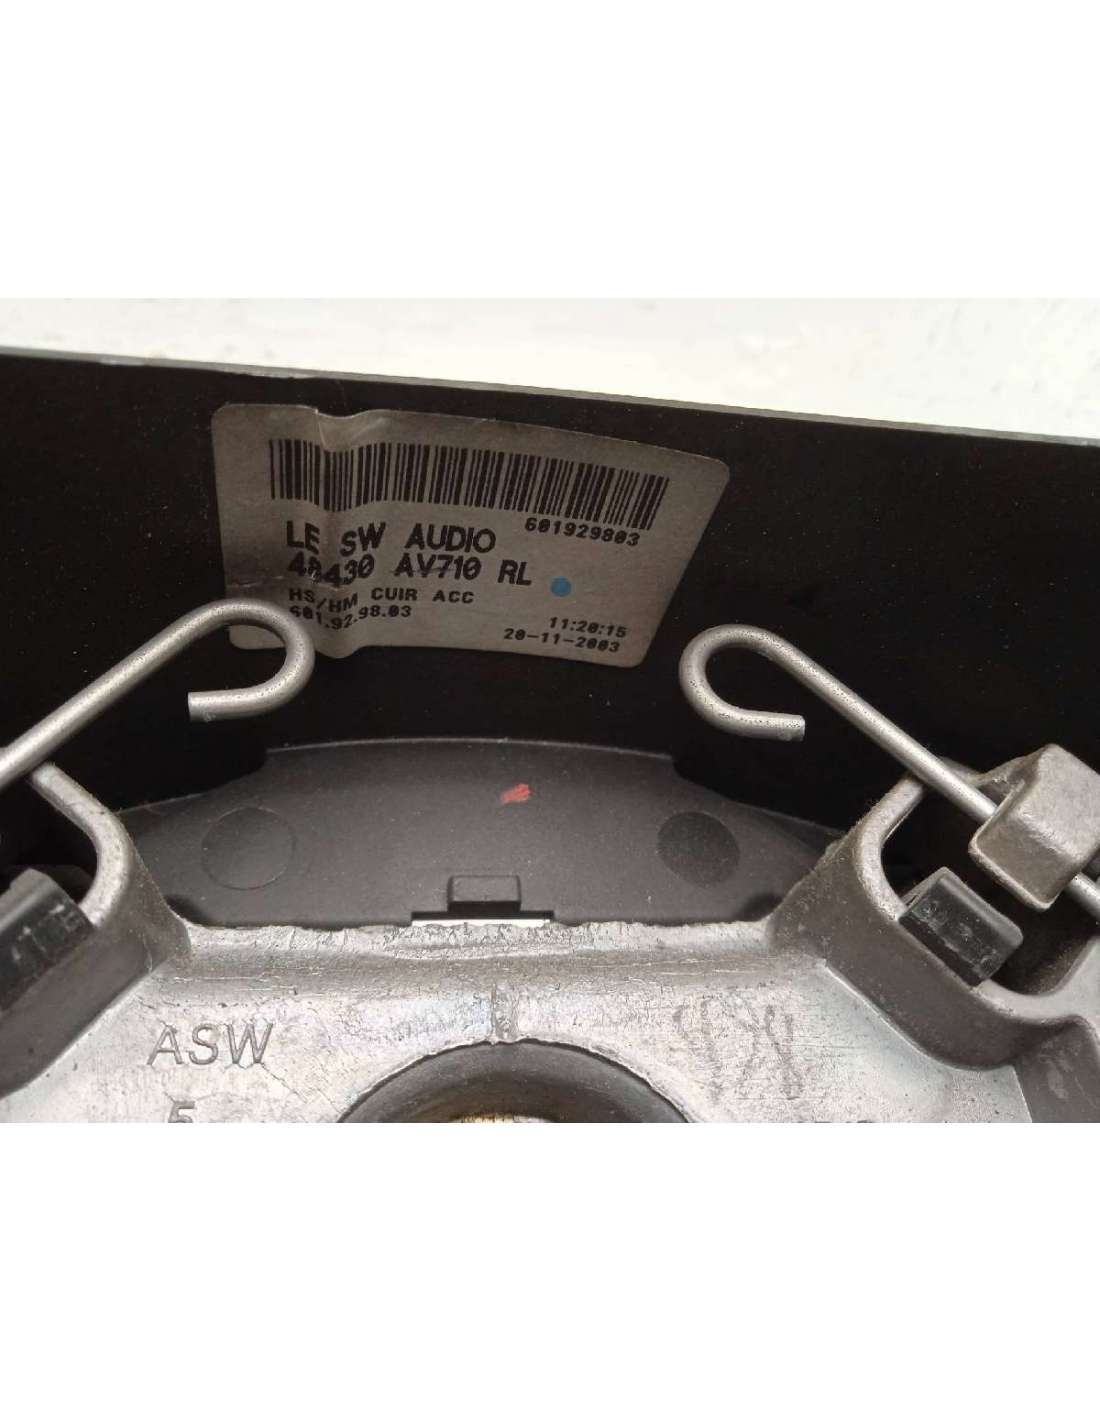 601929803
LE SW AUDIO
48430 AV710 RL
HS/HM CUIR ACC
601.92.98.03
11:20:15
20-11-2003
ASW
5